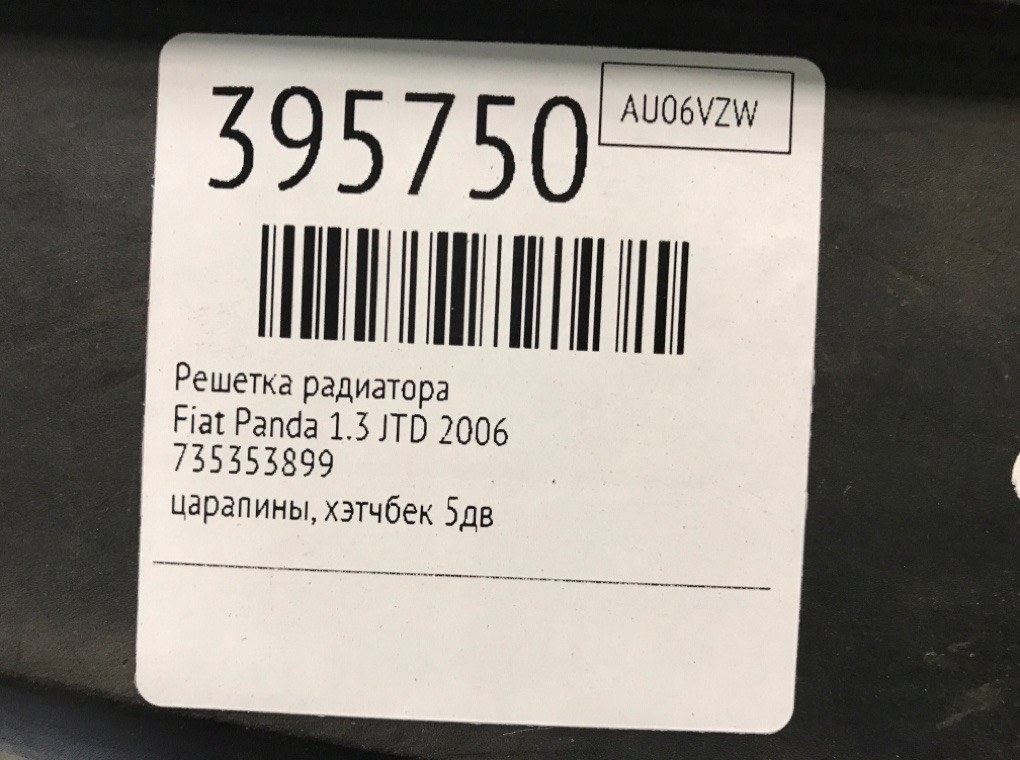 395750
AU06VZW
Решетка радиатора
Fiat Panda 1.3 JTD 2006
735353899
царапины, хэтчбек 5дв